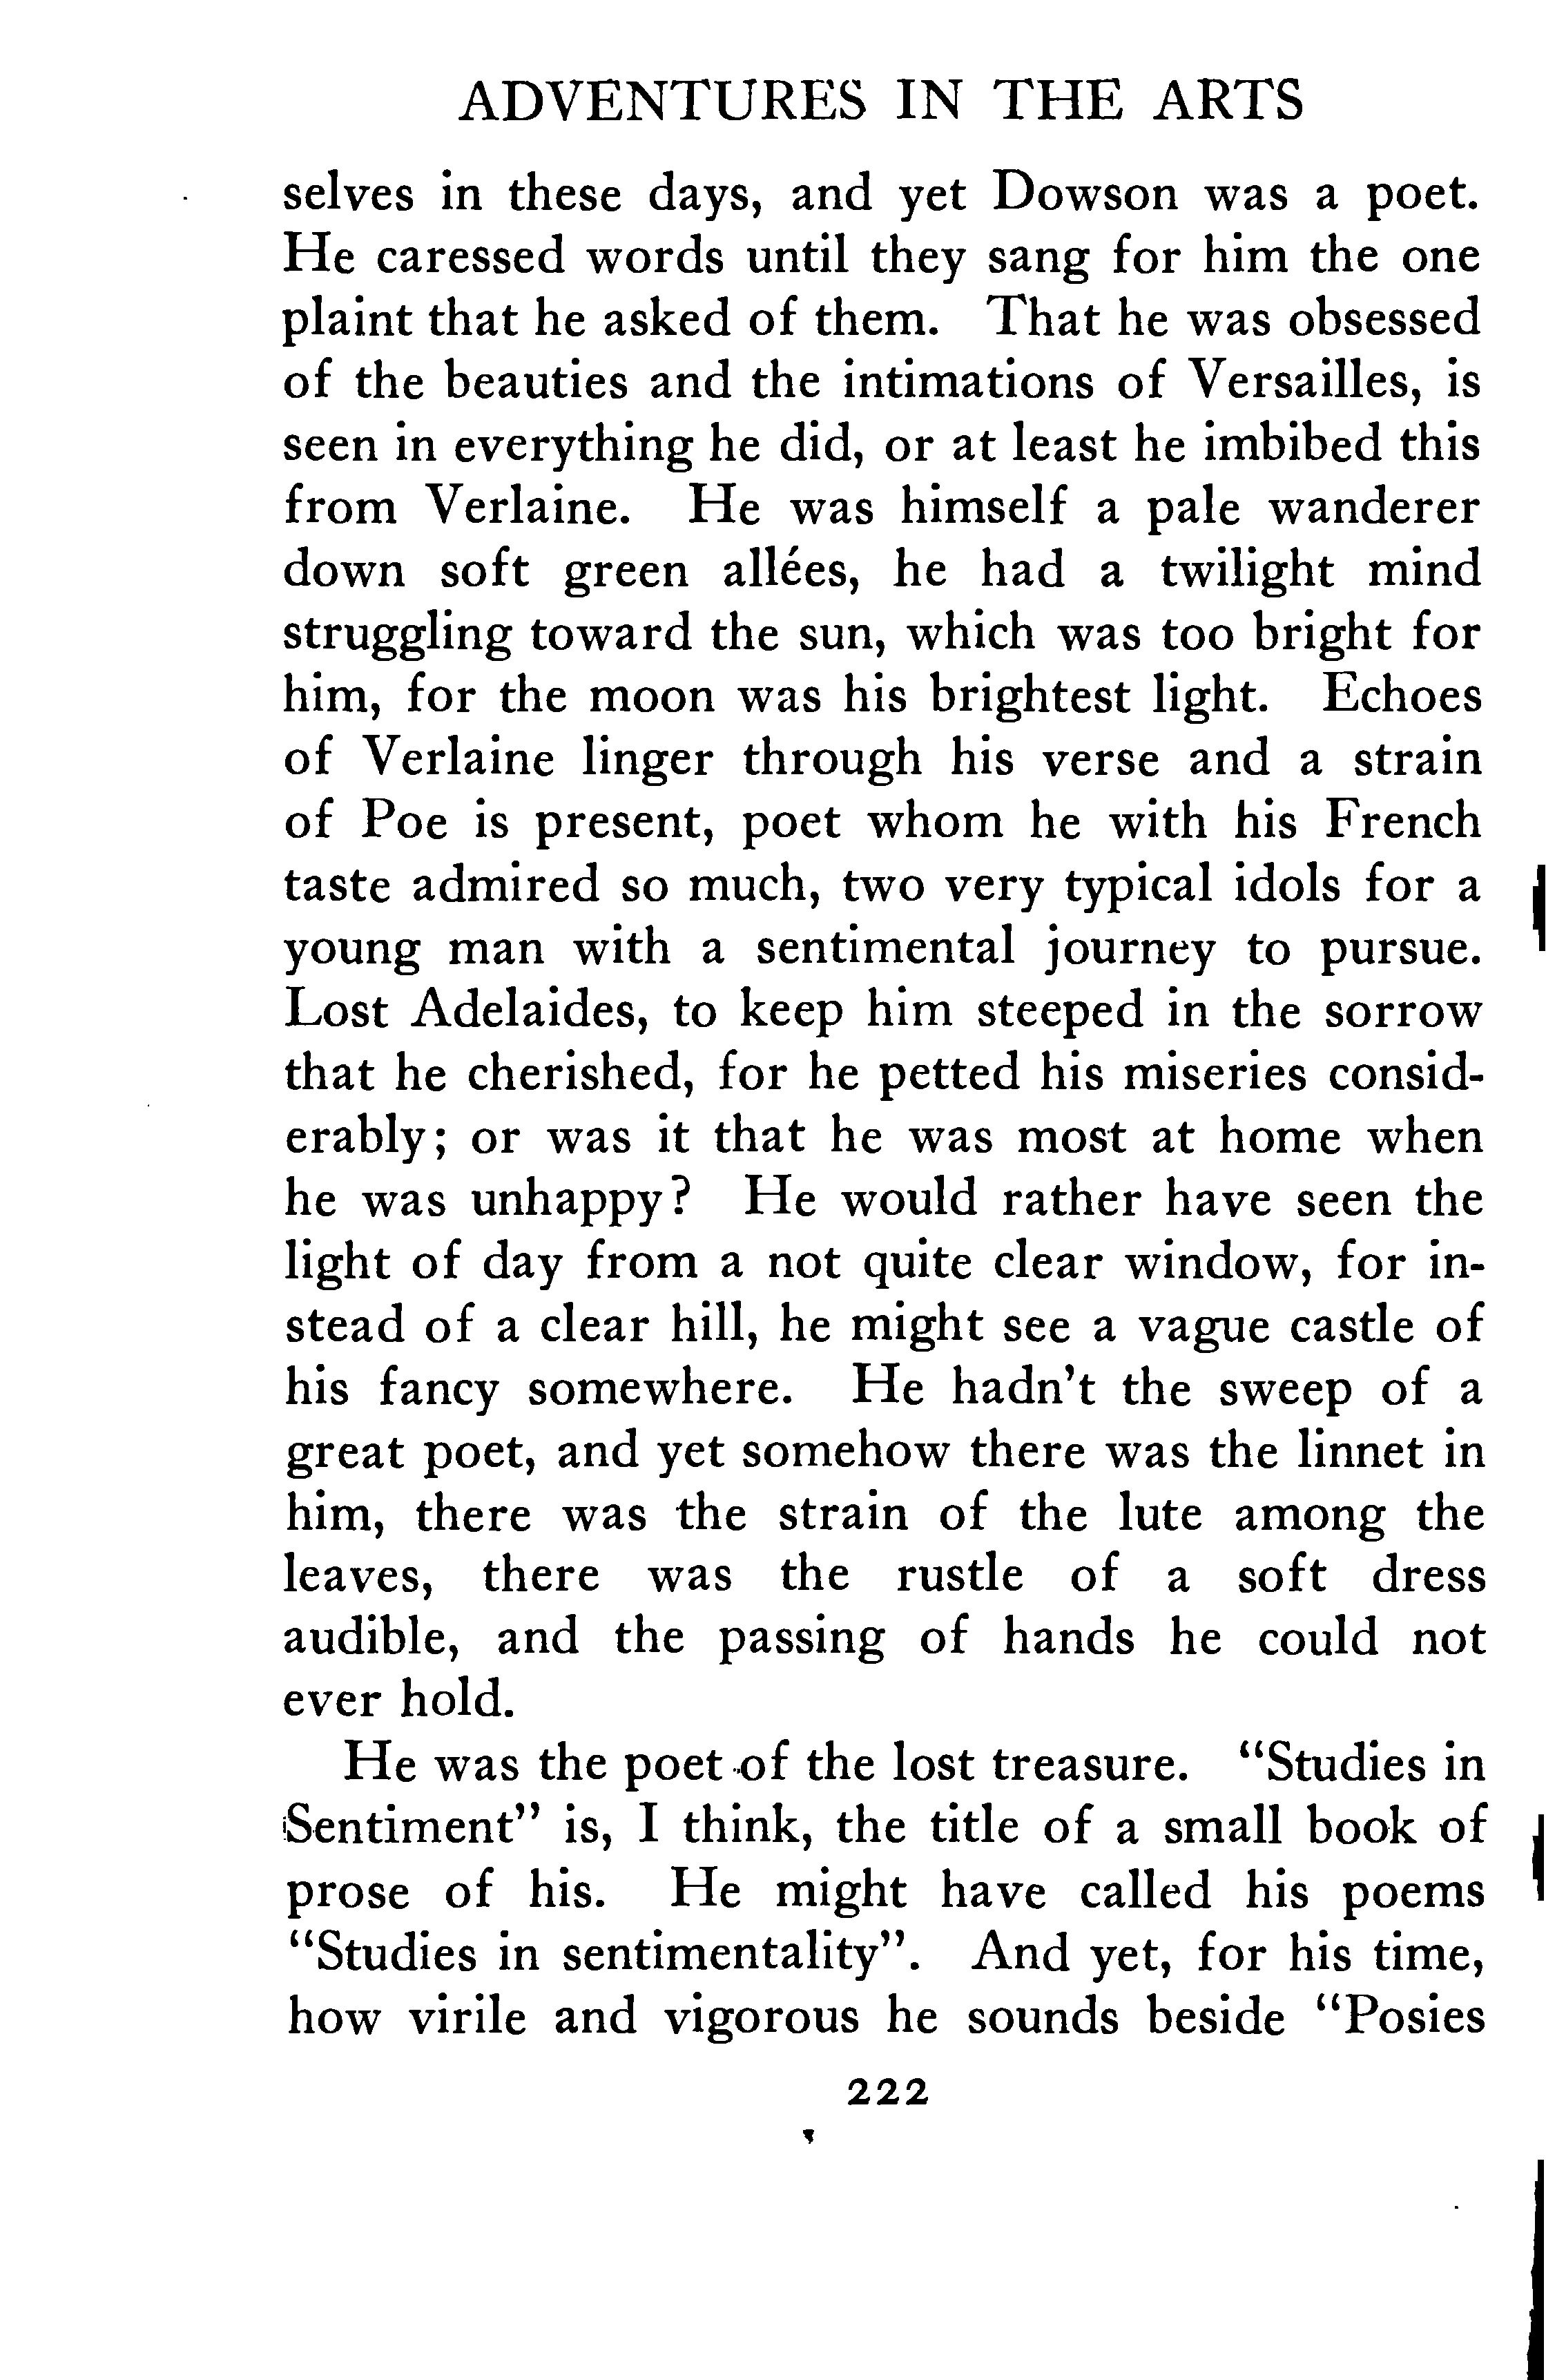 ADVENTURES IN THE ARTS
selves in these days, and yet Dowson was a poet.
He caressed words until they sang for him the one
plaint that he asked of them. That he was obsessed
of the beauties and the intimations of Versailles, is
seen in everything he did, or at least he imbibed this
from Verlaine. He was himself a pale wanderer
down soft green allées, he had a twilight mind
struggling toward the sun, which was too bright for
him, for the moon was his brightest light. Echoes
of Verlaine linger through his verse and a strain
of Poe is present, poet whom he with his French
taste admired so much, two very typical idols for a
young man with a sentimental journey to pursue.
Lost Adelaides, to keep him steeped in the sorrow
that he cherished, for he petted his miseries consid-
erably; or was it that he was most at home when
he was unhappy? He would rather have seen the
light of day from a not quite clear window, for in-
stead of a clear hill, he might see a vague castle of
his fancy somewhere. He hadn't the sweep of a
great poet, and yet somehow there was the linnet in
him, there was the strain of the lute among the
leaves, there was the rustle of a soft dress
audible, and the passing of hands he could not
ever hold.
He was the poet of the lost treasure. “Studies in
Sentiment” is, I think, the title of a small book of
prose of his. He might have called his poems
“Studies in sentimentality”. And yet, for his time,
how virile and vigorous he sounds beside “Posies
222